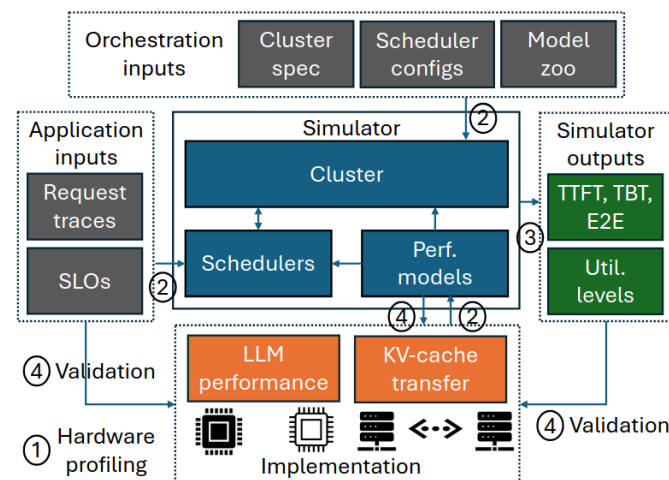 Orchestration
inputs
Cluster
spec
Scheduler
configs
Model
zoo
2
Application
inputs
Request
traces
SLOs
2
Simulator
Cluster
Schedulers
Perf.
models
4
2
3
Simulator
outputs
TTFT, TBT,
E2E
Util.
levels
4 Validation
1 Hardware
profiling
LLM
performance
KV-cache
transfer
Implementation
4 Validation